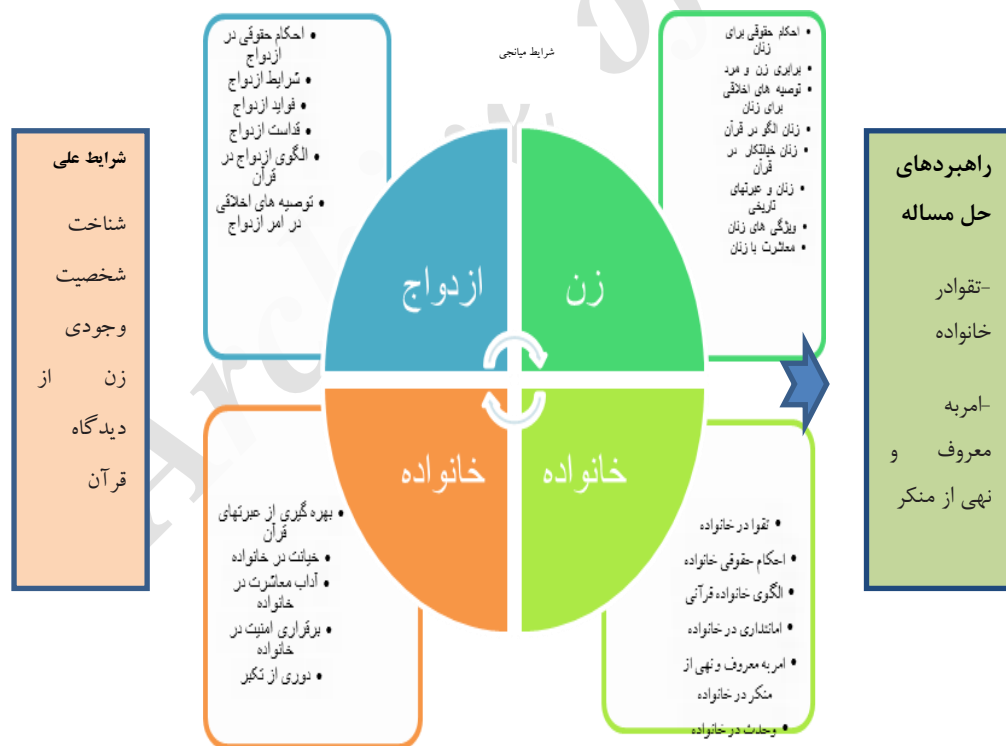 شرایط میانجی
• احکام حقوقی برای
زنان
• برابری زن و مرد
• توصیه های اخلاقی
برای زنان
• زنان الگو در قرآن
• زنان خیانتکار در
قرآن
• زنان و عبرتهای
تاریخی
• ویژگی های زنان
• معاشرت با زنان
• احکام حقوقی در
ازدواج
• شرایط ازدواج
• فواید ازدواج
• قداست ازدواج
• الگوی ازدواج در
قرآن
• توصیه های اخلاقی
در امر ازدواج
راهبردهای
حل مساله
-تقوادر
خانواده
-امربه
معروف و
نهی از منکر
زن
ازدواج
خانواده
خانواده
شرایط علی
شناخت
شخصیت
وجودی
زن از
دیدگاه
قرآن
• تقوا در خانواده
• احکام حقوقی خانواده
• الگوی خانواده قرآنی
• امانتداری در خانواده
• امر به معروف و نهی از
منکر در خانواده
• وحدت در خانواده
• بهره گیری از عبرتهای
قرآن
• خیانت در خانواده
• آداب معاشرت در
خانواده
• برقراری امنیت در
خانواده
• دوری از تکبر